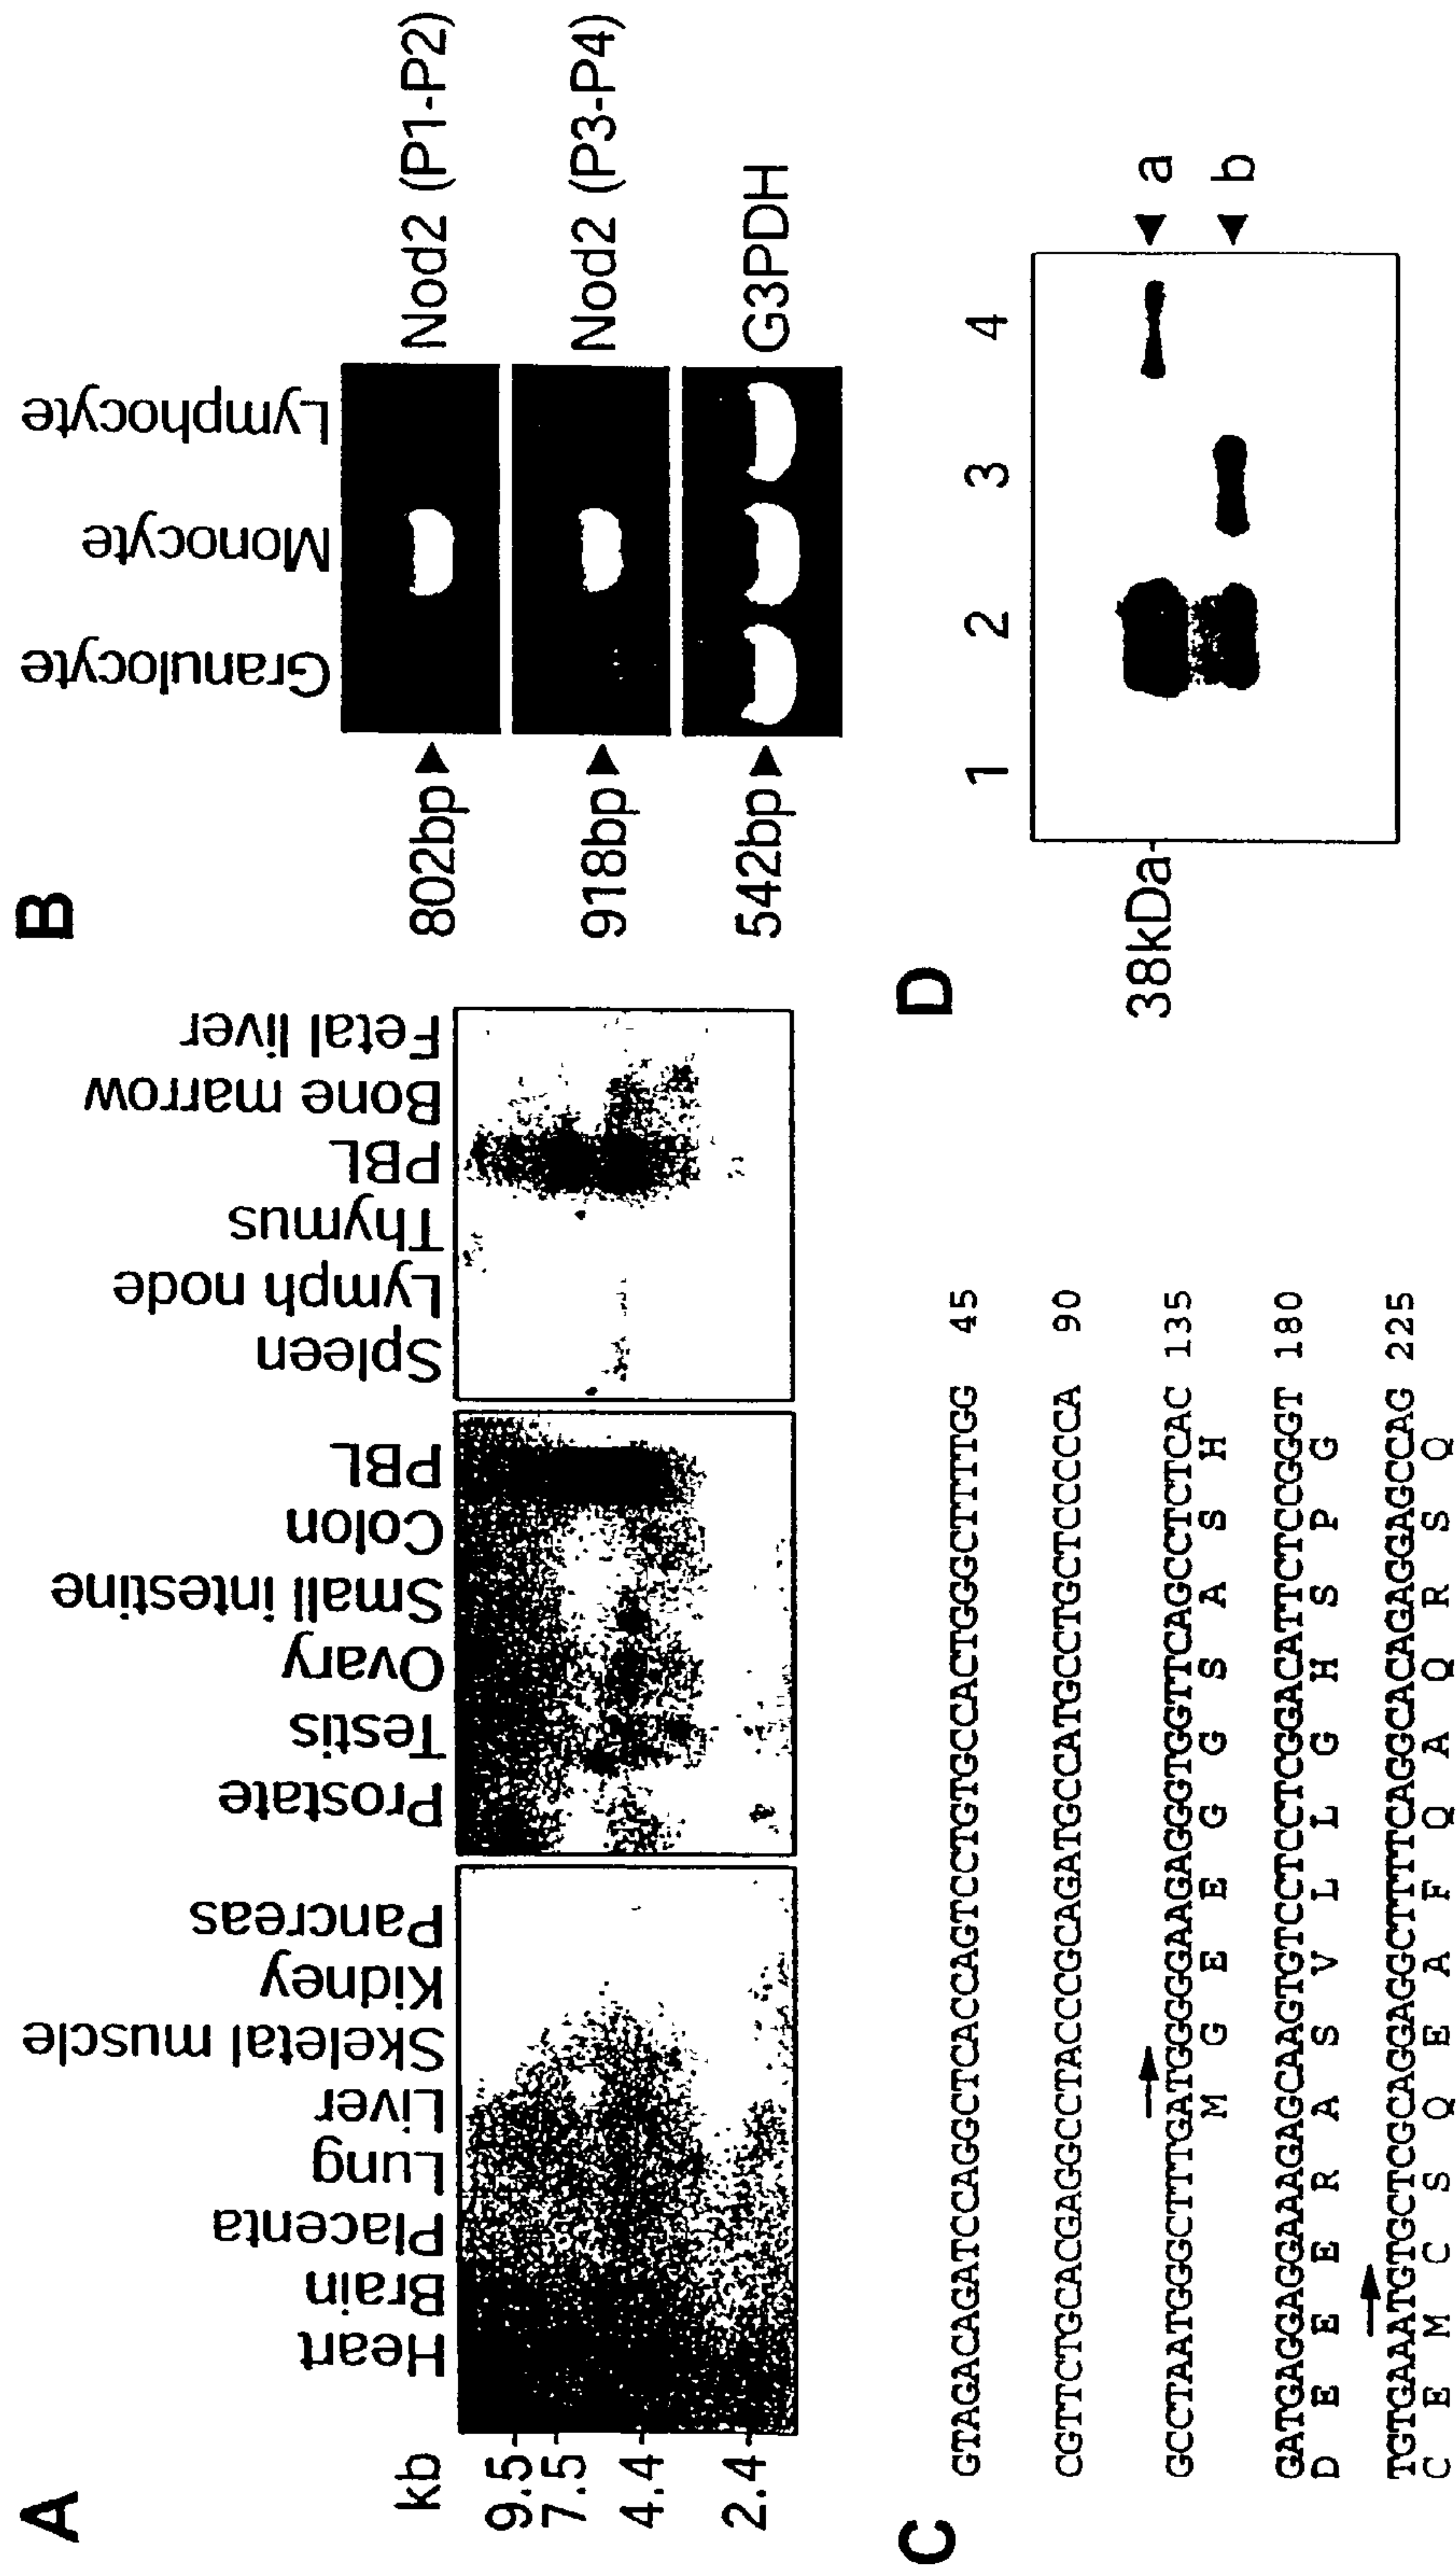 A
kb
9.5
7.5
4.4
2.4
Heart
Brain
Placenta
Lung
Liver
Skeletal muscle
Kidney
Pancreas
Prostate
Testis
Ovary
Small intestine
Colon
PBL
Spleen
Lymph node
Thymus
PBL
Bone marrow
Fetal liver
B
Granulocyte
Monocyte
Lymphocyte
802bp Nod2 (P1-P2)
918bp Nod2 (P3-P4)
542bp G3PDH
C
GTAGACAGATCCAGGCTCACCAGTCCTGTGCCACTGGGCTTTTGG 45
CGTTCTGCACGAGGCCTACCCGCAGATGCCATGCCTGCTCCCCCA 90
GCCTAATGGGCTTTGATGGGGGAAGAGGGTGGTTCAGCCTCTCAC 135
M G E E G G S A S H
GATGAGGAGGAAAGAGCAAGTGTCCTCCTCGGACATTCTCCGGGT 180
D E E E R A S V L L G H S P G
TGTGAAATGTGCTCGCAGGAGGCTTTTCAGGCACAGAGGAGCCAG 225
C E M C S Q E A F Q A Q R S Q
D
1 2 3 4
38kDa
a
b